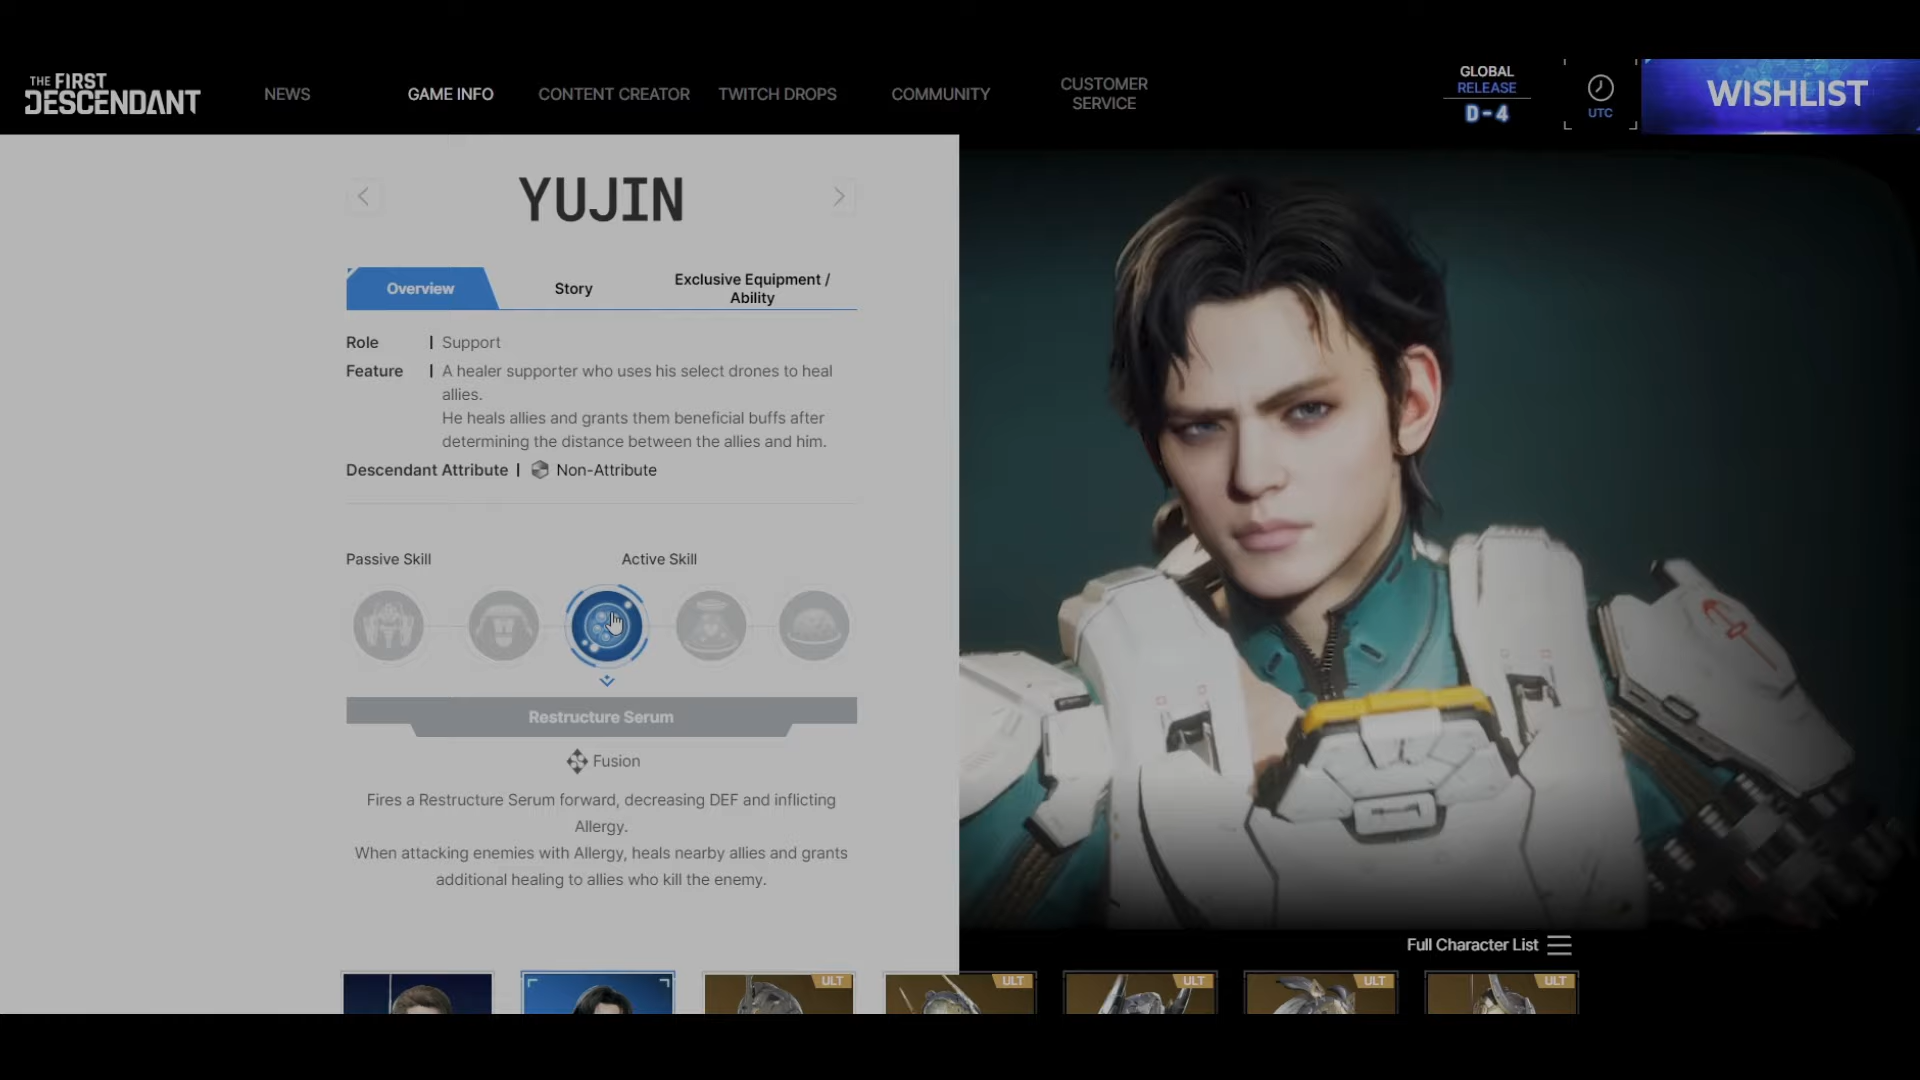 THE FIRST
DESCENDANT
NEWS
GAME INFO
CONTENT CREATOR
TWITCH DROPS
COMMUNITY
CUSTOMER
SERVICE
GLOBAL
RELEASE
D-4
UTC
WISHLIST
YUJIN
Overview
Story
Exclusive Equipment /
Ability
Role | Support
Feature | A healer supporter who uses his select drones to heal
allies.
He heals allies and grants them beneficial buffs after
determining the distance between the allies and him.
Descendant Attribute | Non-Attribute
Passive Skill
Active Skill
Restructure Serum
Fusion
Fires a Restructure Serum forward, decreasing DEF and inflicting
Allergy.
When attacking enemies with Allergy, heals nearby allies and grants
additional healing to allies who kill the enemy.
Full Character List
ULT
ULT
ULT
ULT
ULT